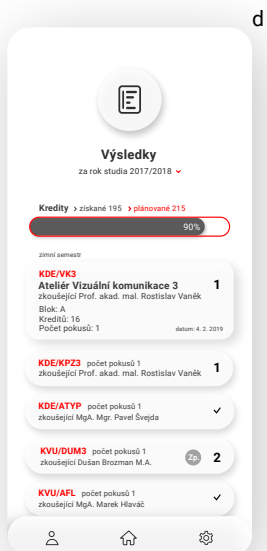 d
Výsledky
za rok studia 2017/2018
Kredity získané 195 plánované 215
90%
zimní semestr
KDE/VK3
Ateliér Vizuální komunikace 3 1
zkoušející Prof. akad. mal. Rostislav Vaněk
Blok: A
Kreditů: 16
Počet pokusů: 1 datum: 4. 2. 2019
KDE/KPZ3 počet pokusů 1
zkoušející Prof. akad. mal. Rostislav Vaněk 1
KDE/ATYP počet pokusů 1
zkoušející MgA. Mgr. Pavel Švejda
KVU/DUM3 počet pokusů 1
zkoušející Dušan Brozman M.A. Zp. 2
KVU/AFL počet pokusů 1
zkoušející MgA. Marek Hlaváč